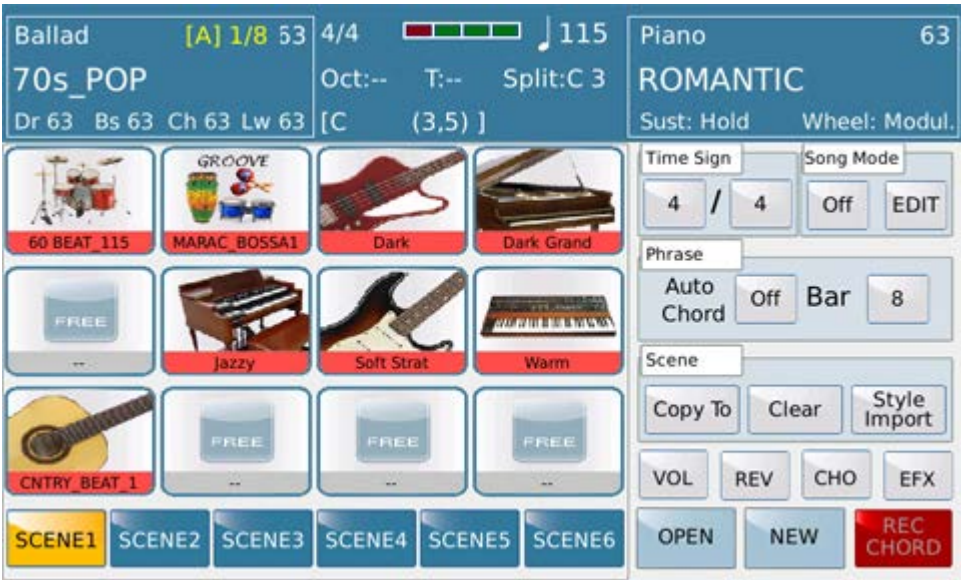 Ballad [A] 1/8 63
70s_POP
Dr 63 Bs 63 Ch 63 Lw 63
4/4 115
Oct:-- T:-- Split:C 3
[C (3,5) ]
Piano 63
ROMANTIC
Sust: Hold Wheel: Modul.
60 BEAT_115
GROOVE
MARAC_BOSSA1
Dark
Dark Grand
FREE
--
Jazzy
Soft Strat
Warm
CNTRY_BEAT_1
FREE
--
FREE
--
FREE
--
SCENE1 SCENE2 SCENE3 SCENE4 SCENE5 SCENE6
Time Sign
4 / 4
Song Mode
Off EDIT
Phrase
Auto Chord Off Bar 8
Scene
Copy To Clear Style Import
VOL REV CHO EFX
OPEN NEW REC CHORD